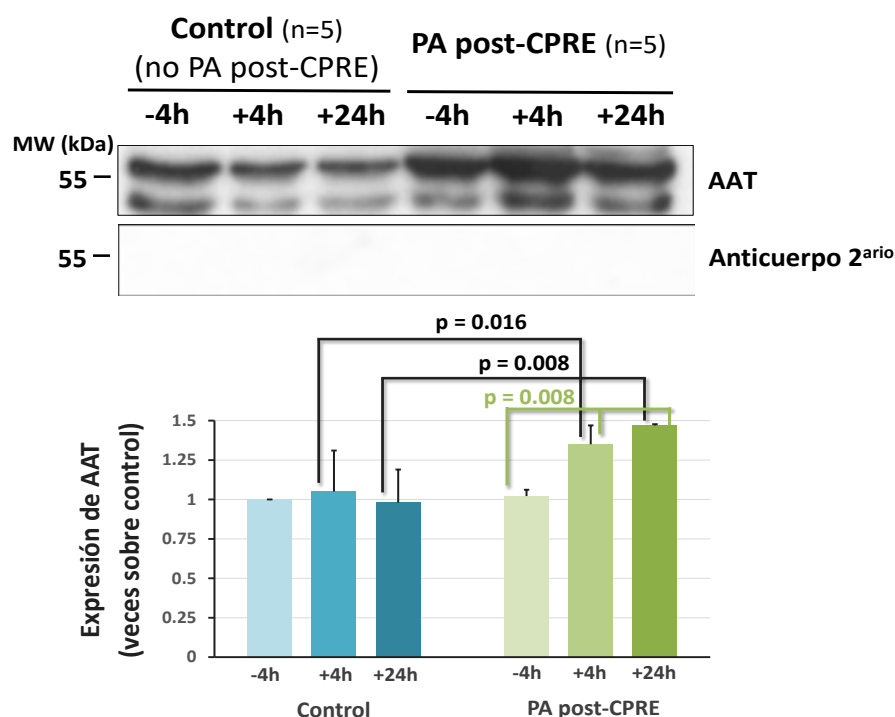 Control (n=5)
(no PA post-CPRE)
PA post-CPRE (n=5)
-4h +4h +24h -4h +4h +24h
MW (kDa)
55
AAT
55
Anticuerpo 2ario
p = 0.016
p = 0.008
p = 0.008
Expresión de AAT
(veces sobre control)
1.5
1.25
1
0.75
0.5
0.25
0
-4h +4h +24h -4h +4h +24h
Control PA post-CPRE